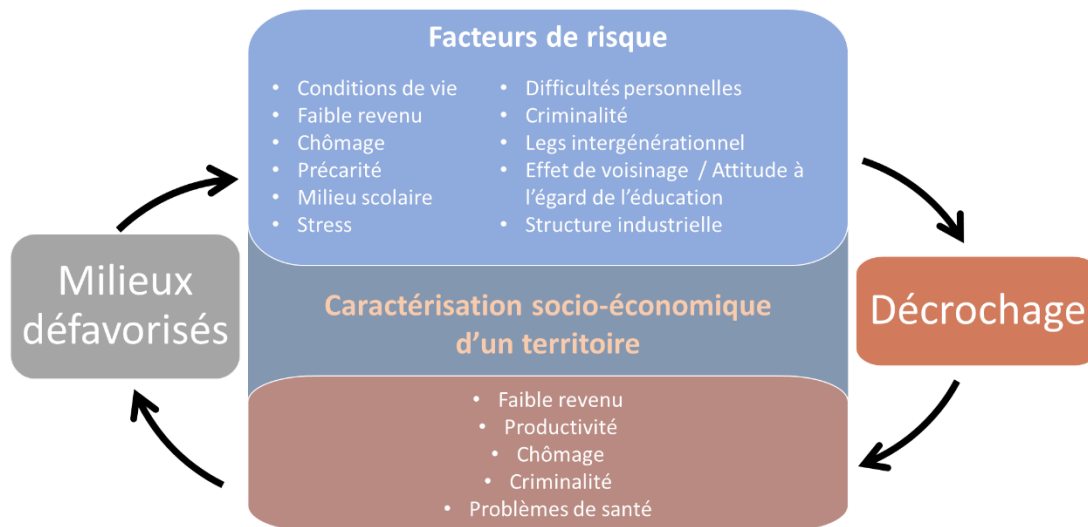 Facteurs de risque
• Conditions de vie
• Faible revenu
• Chômage
• Précarité
• Milieu scolaire
• Stress
• Difficultés personnelles
• Criminalité
• Legs intergénérationnel
• Effet de voisinage / Attitude à
l'égard de l'éducation
• Structure industrielle
Milieux
défavorisés
Caractérisation socio-économique
d'un territoire
Décrochage
• Faible revenu
• Productivité
• Chômage
• Criminalité
• Problèmes de santé